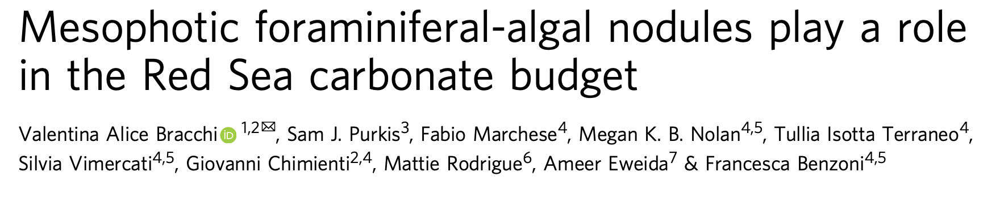 Mesophotic foraminiferal-algal nodules play a role
in the Red Sea carbonate budget
Valentina Alice Bracchi iD 1,2✉, Sam J. Purkis3, Fabio Marchese4, Megan K. B. Nolan4,5, Tullia Isotta Terraneo4,
Silvia Vimercati4,5, Giovanni Chimienti2,4, Mattie Rodrigue6, Ameer Eweida7 & Francesca Benzoni4,5